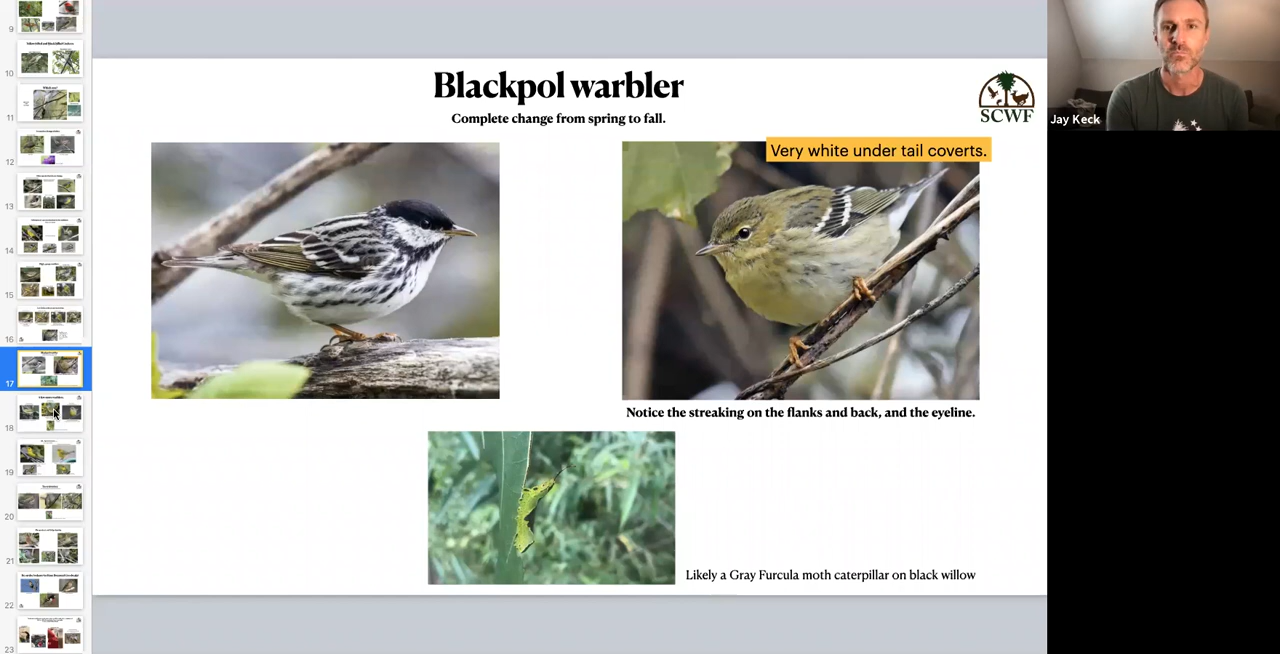 Blackpol warbler
Complete change from spring to fall.
SCWF
Very white under tail coverts.
Notice the streaking on the flanks and back, and the eyeline.
Likely a Gray Furcula moth caterpillar on black willow
Jay Keck
9
10
11
12
13
14
15
16
17
18
19
20
21
22
23